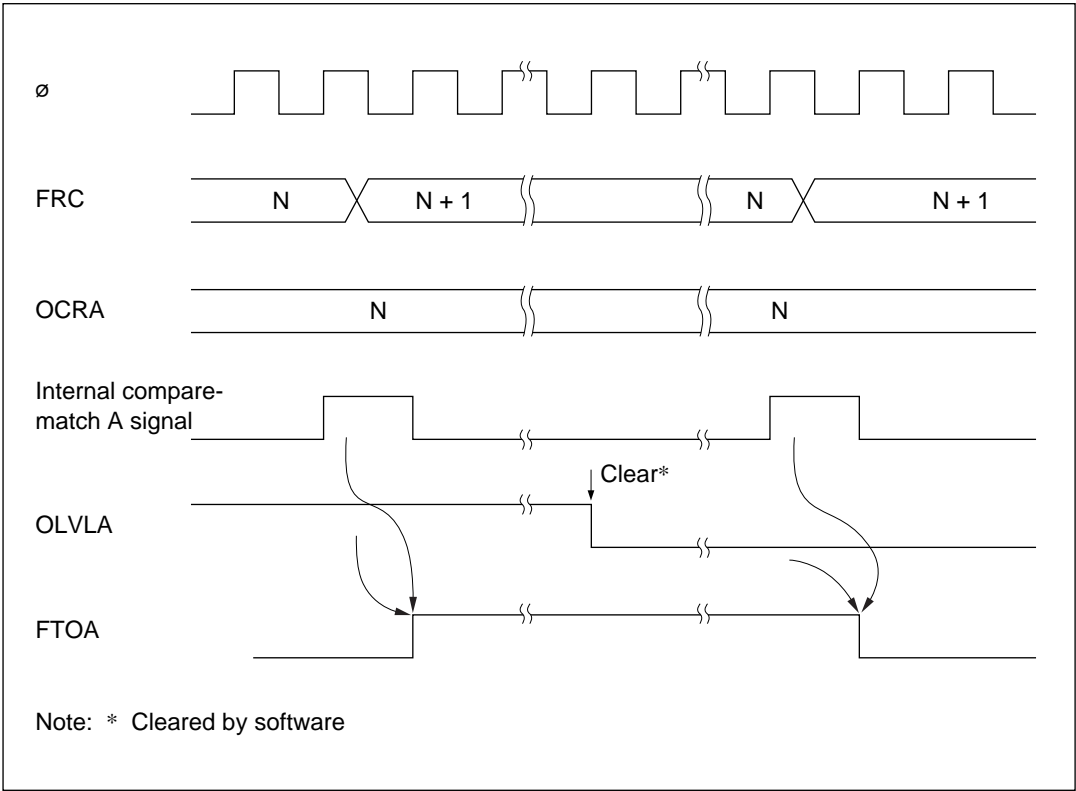 ø
FRC N N + 1 N N + 1
OCRA N N
Internal compare-
match A signal
Clear*
OLVLA
FTOA
Note: * Cleared by software